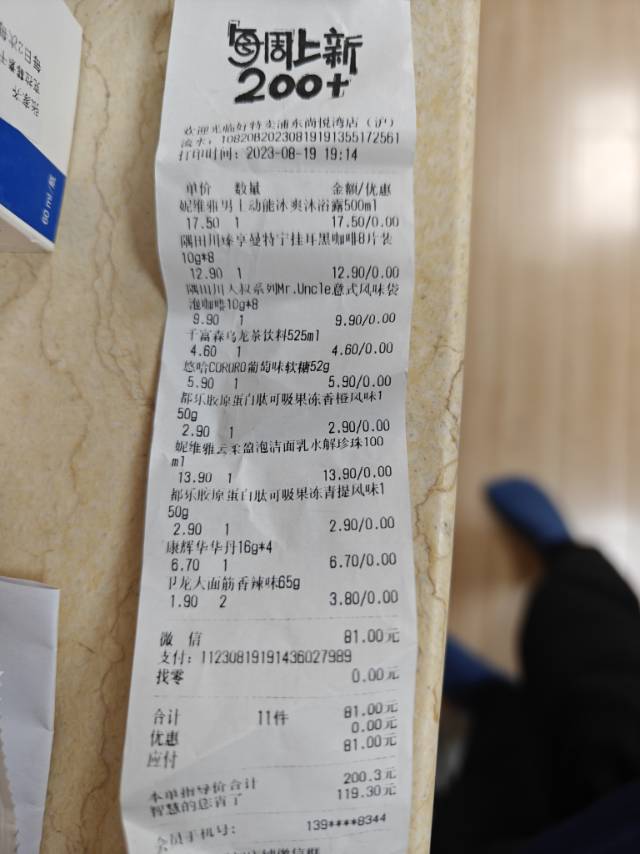 每周上新
200+
欢迎光临好特卖浦东尚悦湾店（沪）
流水：108208202308191913551725​61
打印时间：2023-08-19 19:14
单价 数量 金额/优惠
妮维雅男士动能冰爽沐浴露500ml
17.50 1 17.50/0.00
隅田川臻享曼特宁挂耳黑咖啡8片装
10g*8
12.90 1 12.90/0.00
隅田川大叔系列Mr.Uncle意式风味袋
泡咖啡10g*8
9.90 1 9.90/0.00
千富森乌龙茶饮料525ml
4.60 1 4.60/0.00
悠哈CORORO葡萄味软糖52g
5.90 1 5.90/0.00
都乐胶原蛋白肽可吸果冻香橙风味1
50g
2.90 1 2.90/0.00
妮维雅云柔盈泡洁面乳水解珍珠100
ml
13.90 1 13.90/0.00
都乐胶原蛋白肽可吸果冻青提风味1
50g
2.90 1 2.90/0.00
康辉华华丹16g*4
6.70 1 6.70/0.00
卫龙大面筋香辣味65g
1.90 2 3.80/0.00
微 信 81.00元
支付：11230819191436027989
找零 0.00元
合计 11件 81.00元
优惠 0.00元
应付 81.00元
本单指导价合计 200.3元
智慧的您省了 119.30元
会员手机号： 139****8344
每日2次
60 ml/瓶